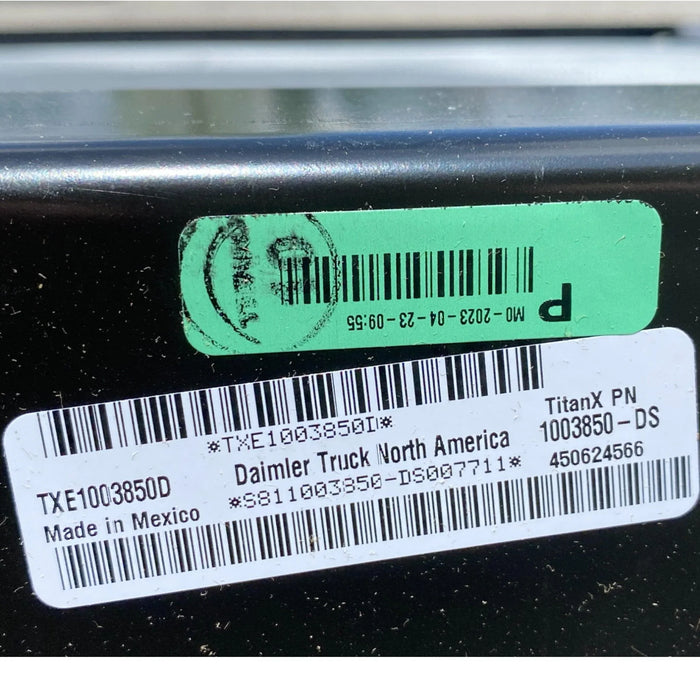 P
M0-2023-04-23-09:55
*TXE1003850I*
TitanX PN
TXE1003850D
Daimler Truck North America
1003850-DS
Made in Mexico
*S811003850-DS007711*
450624566